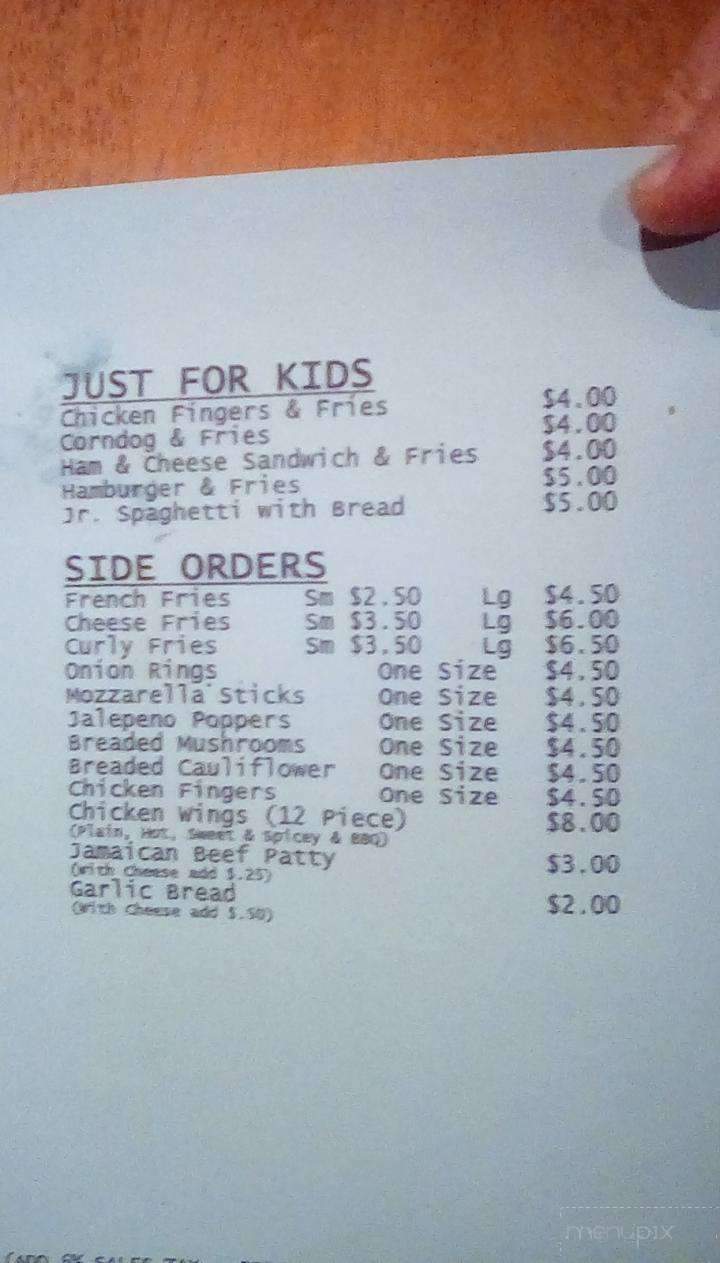 JUST FOR KIDS
Chicken Fingers & Fries $4.00
Corndog & Fries $4.00
Ham & Cheese Sandwich & Fries $4.00
Hamburger & Fries $5.00
Jr. Spaghetti with Bread $5.00
SIDE ORDERS
French Fries Sm $2.50 Lg $4.50
Cheese Fries Sm $3.50 Lg $6.00
Curly Fries Sm $3.50 Lg $6.50
Onion Rings One Size $4.50
Mozzarella Sticks One Size $4.50
Jalepeno Poppers One Size $4.50
Breaded Mushrooms One Size $4.50
Breaded Cauliflower One Size $4.50
Chicken Fingers One Size $4.50
Chicken Wings (12 Piece) $8.00
(Plain, Hot, Sweet & Spicey & BBQ)
Jamaican Beef Patty $3.00
(With Cheese add $.25)
Garlic Bread $2.00
(With Cheese add $.50)
menupix
(ADD SALES TAX